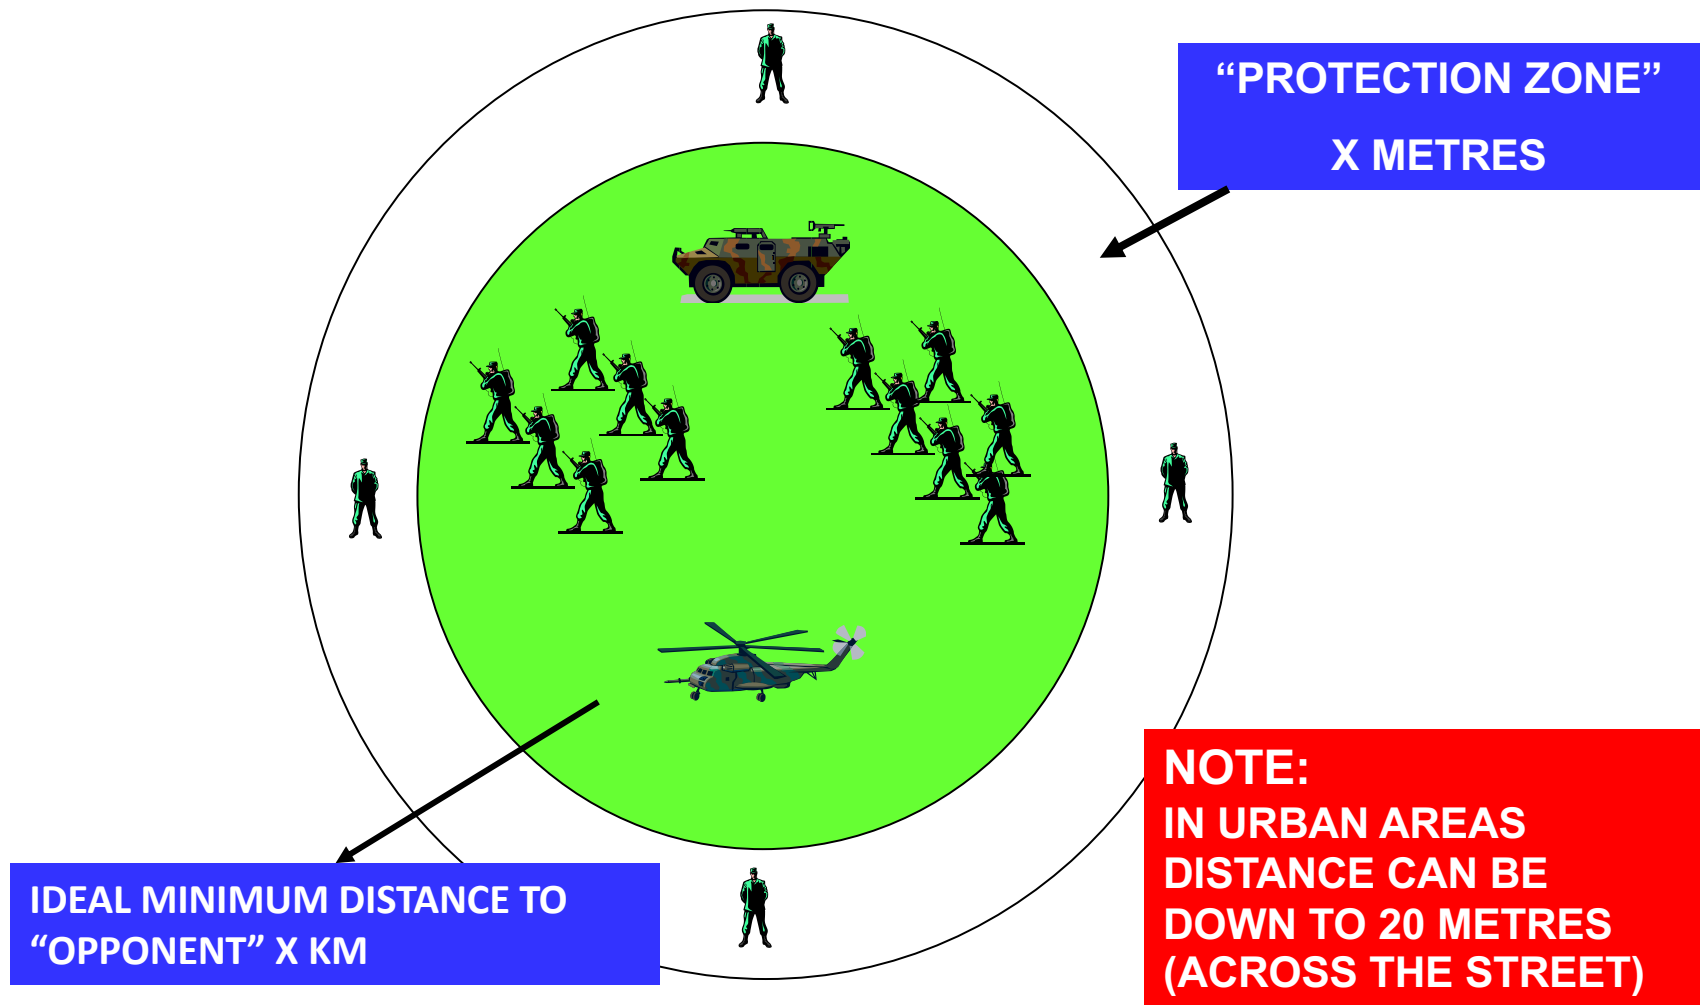 “PROTECTION ZONE”
X METRES
IDEAL MINIMUM DISTANCE TO
“OPPONENT” X KM
NOTE:
IN URBAN AREAS
DISTANCE CAN BE
DOWN TO 20 METRES
(ACROSS THE STREET)